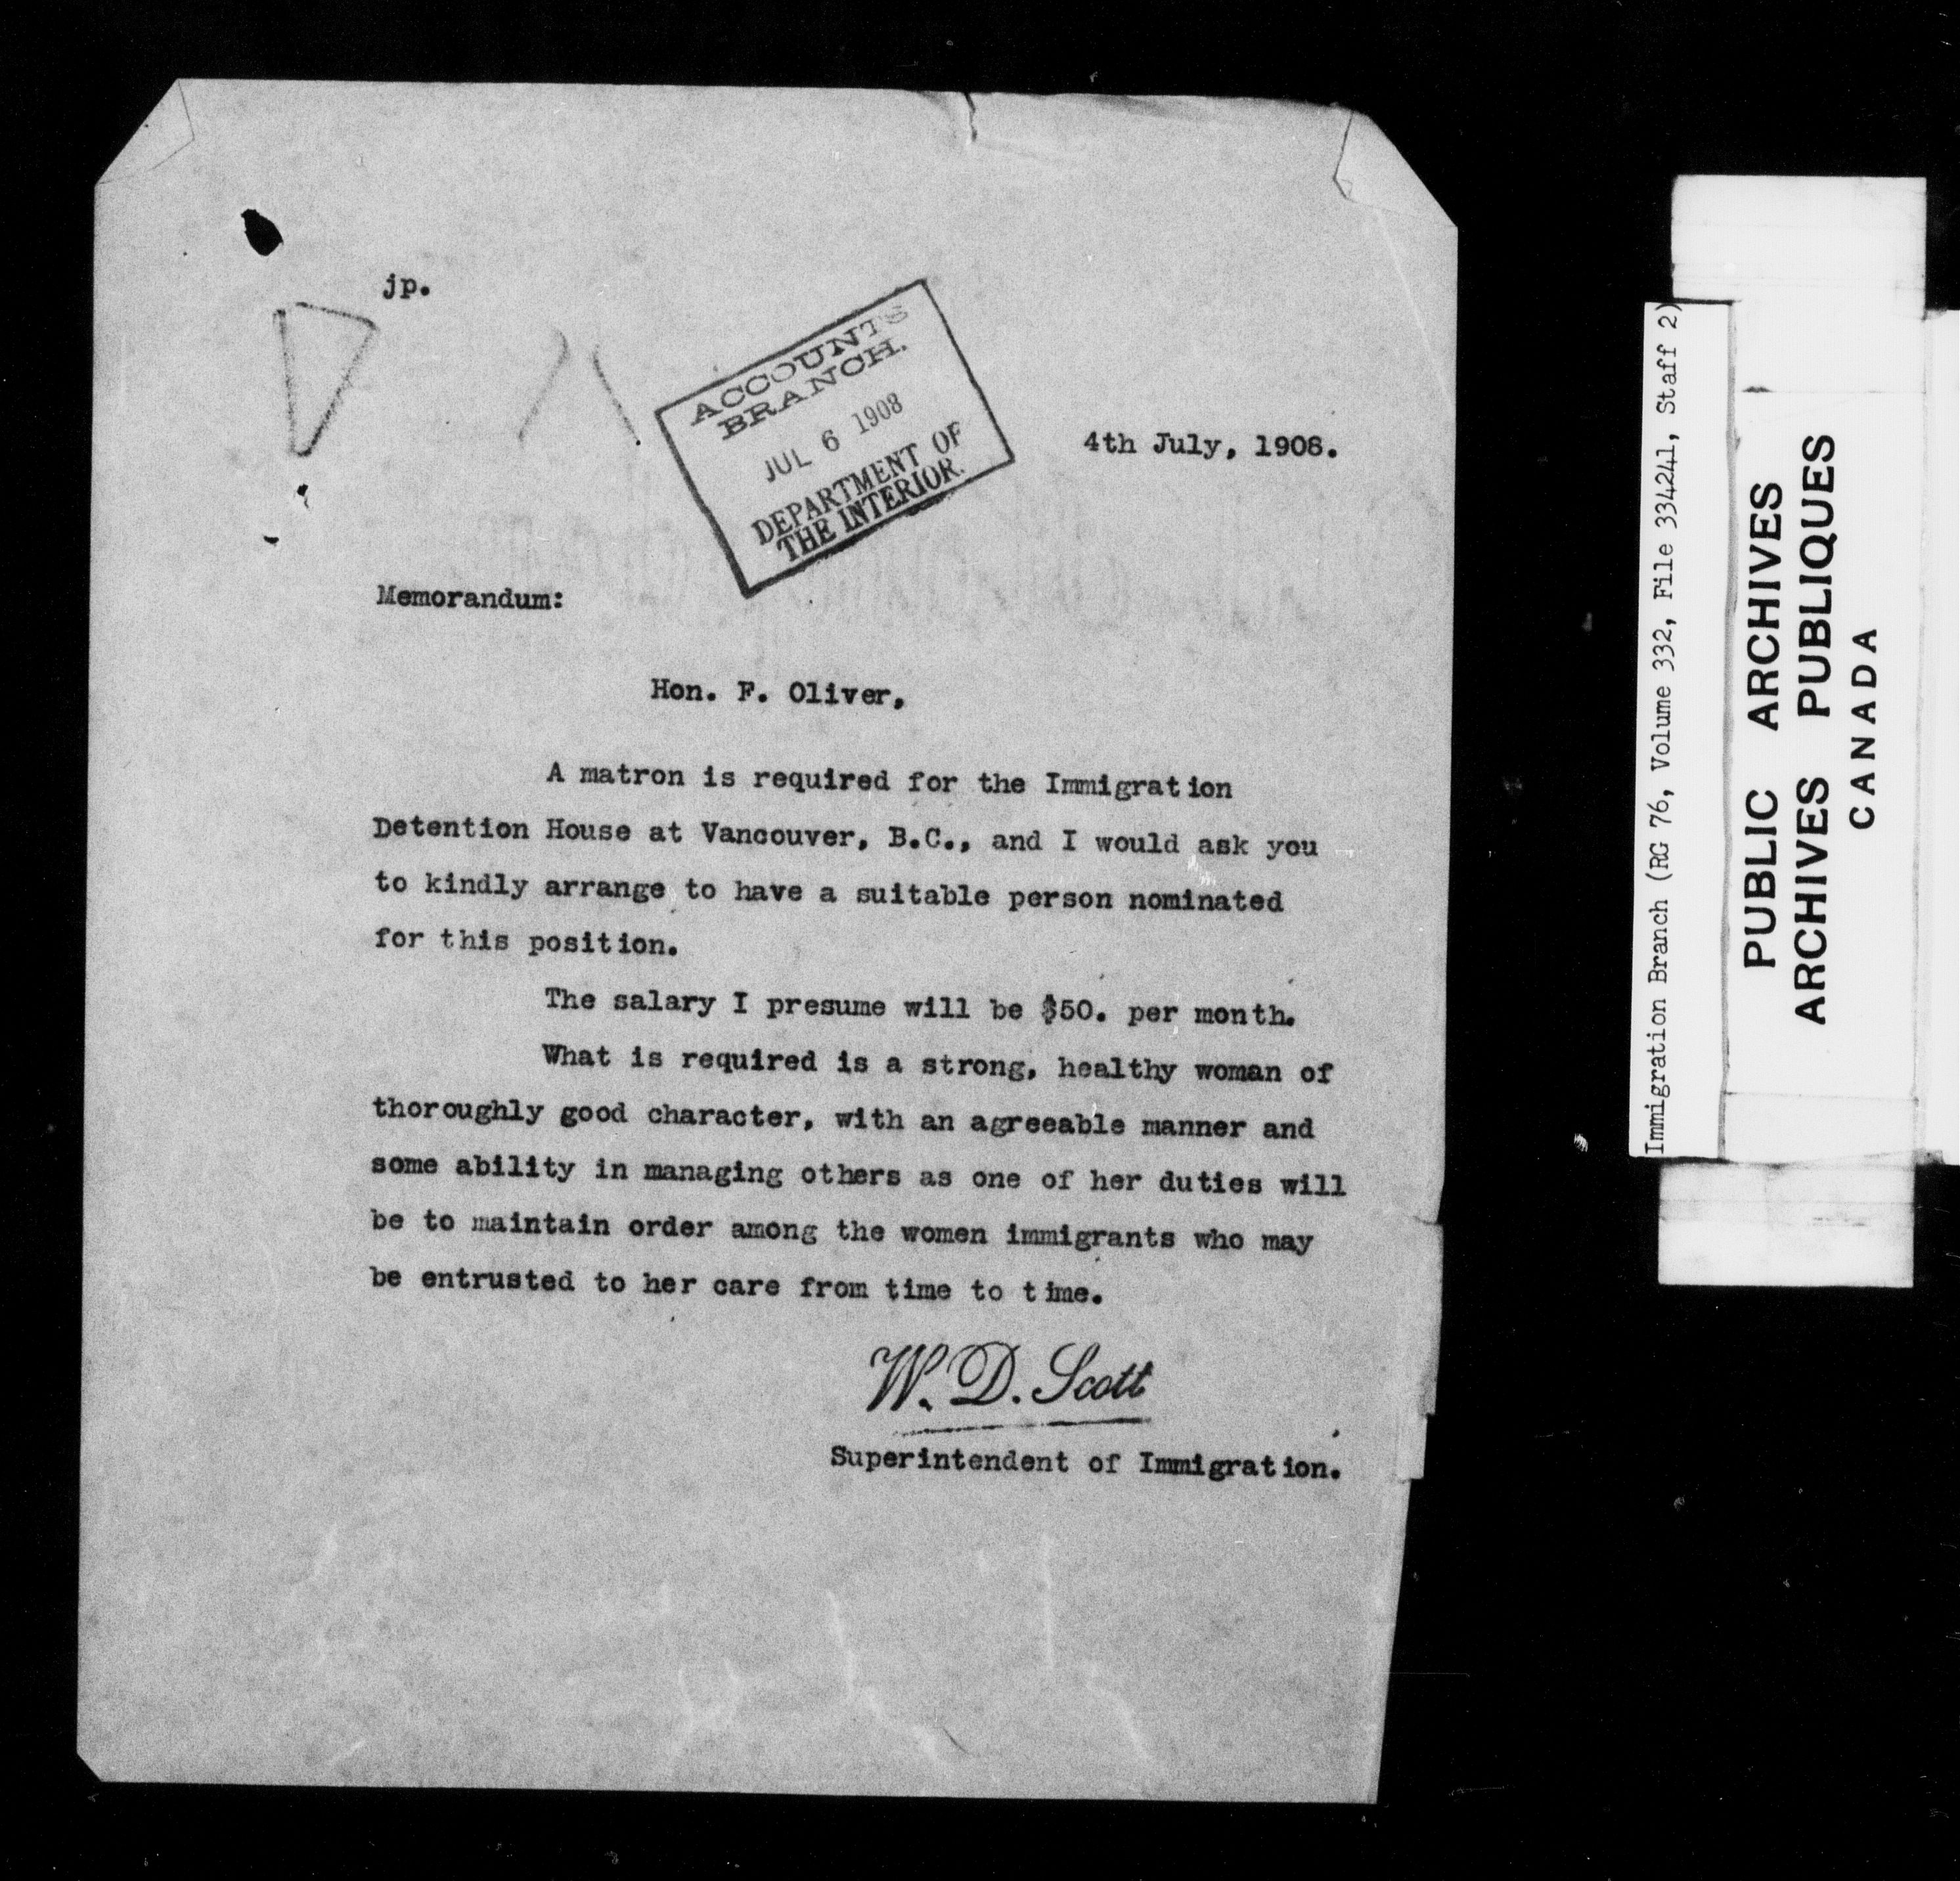 jp.
ACCOUNTS
BRANCH.
JUL 6 1908
DEPARTMENT OF
THE INTERIOR.
4th July, 1908.
Memorandum:
Hon. F. Oliver,
A matron is required for the Immigration
Detention House at Vancouver, B.C., and I would ask you
to kindly arrange to have a suitable person nominated
for this position.
The salary I presume will be $50. per month.
What is required is a strong, healthy woman of
thoroughly good character, with an agreeable manner and
some ability in managing others as one of her duties will
be to maintain order among the women immigrants who may
be entrusted to her care from time to time.
W. D. Scott
Superintendent of Immigration.
Immigration Branch (RG 76, Volume 332, File 334241, Staff 2)
PUBLIC ARCHIVES
ARCHIVES PUBLIQUES
CANADA